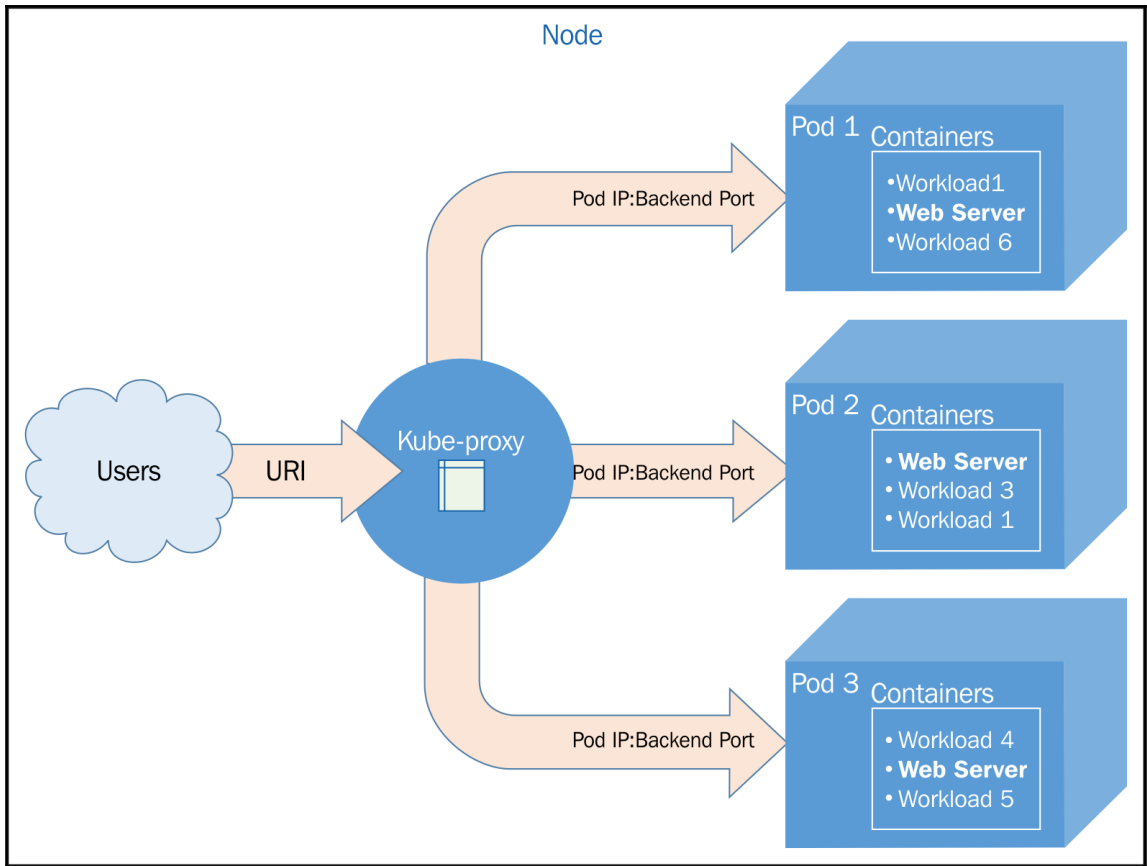 Node
Users
URI
Kube-proxy
Pod IP:Backend Port
Pod 1
Containers
•Workload1
•Web Server
•Workload 6
Pod IP:Backend Port
Pod 2
Containers
• Web Server
• Workload 3
• Workload 1
Pod IP:Backend Port
Pod 3
Containers
• Workload 4
• Web Server
• Workload 5